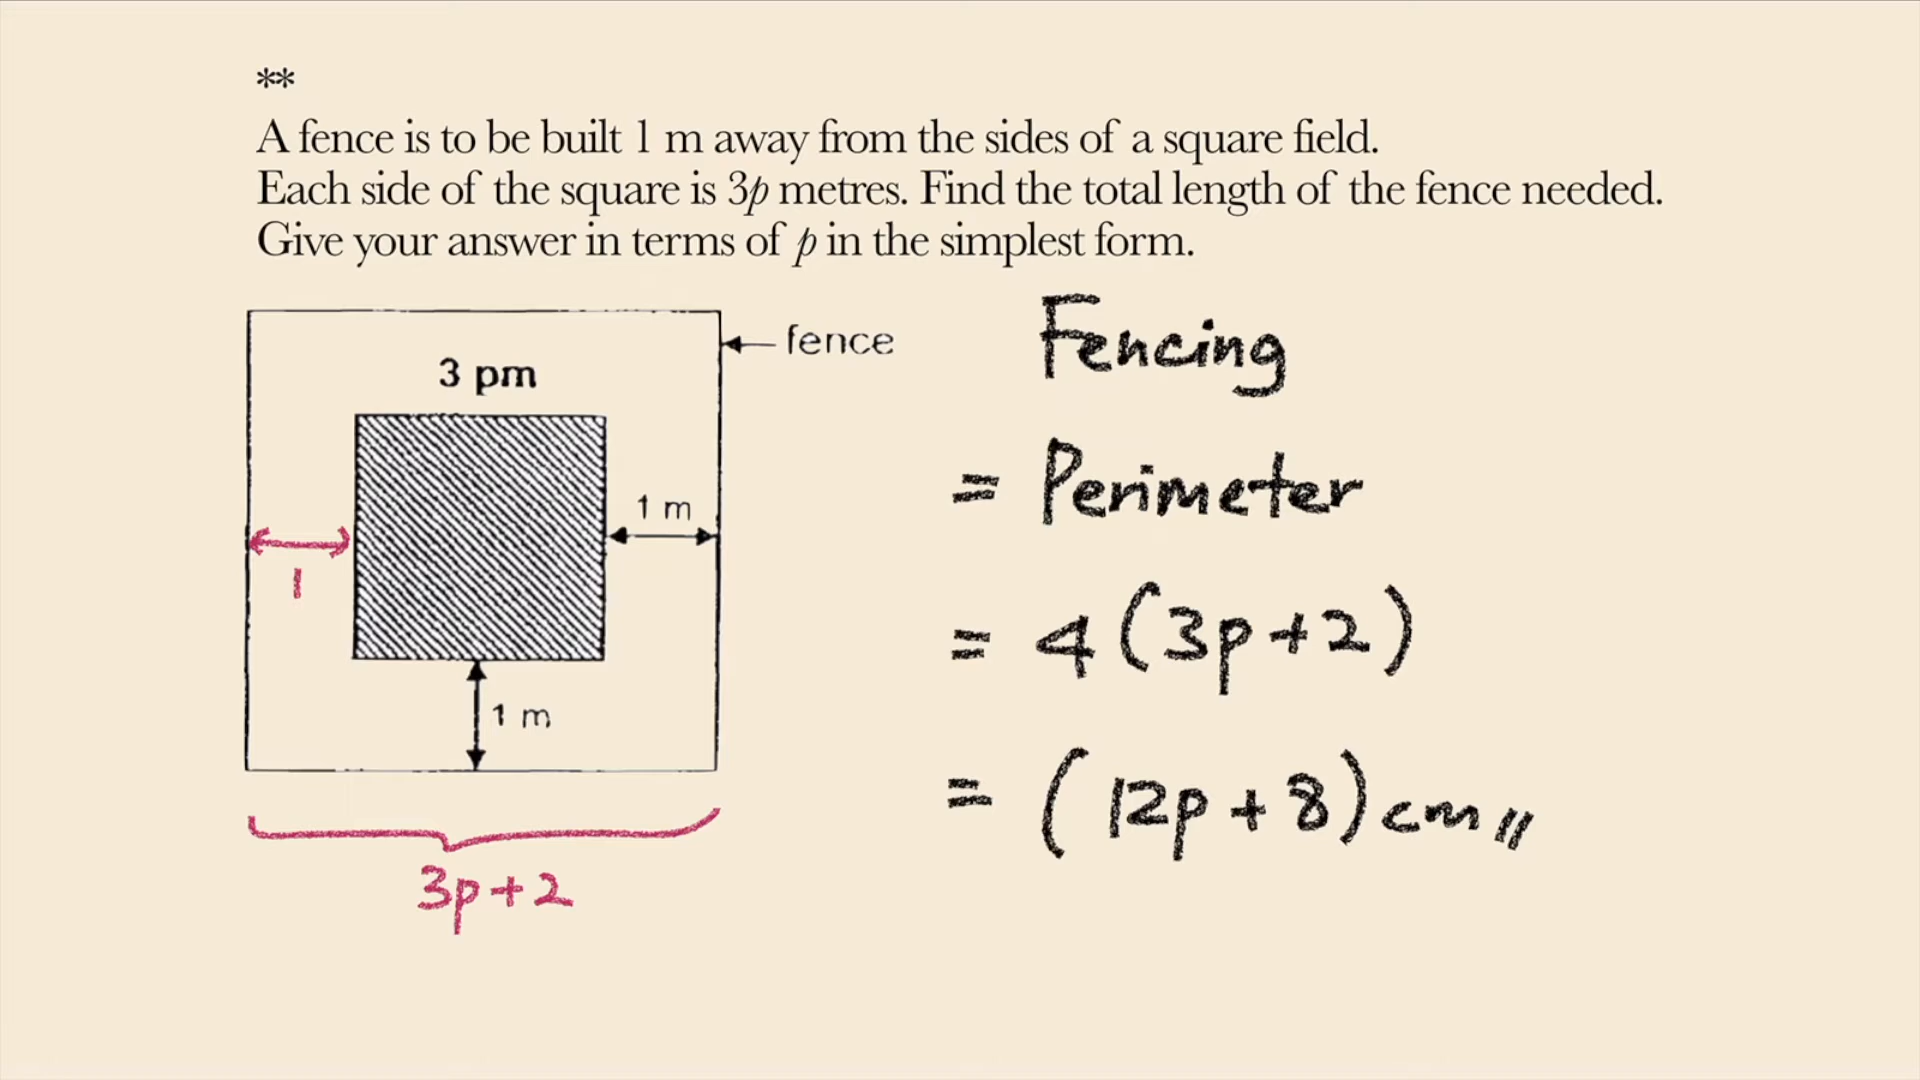 **
A fence is to be built 1 m away from the sides of a square field.
Each side of the square is 3p metres. Find the total length of the fence needed.
Give your answer in terms of p in the simplest form.
fence
3 pm
1 m
1
1 m
3p+2
Fencing
= Perimeter
= 4(3p+2)
= (12p+8)cm //